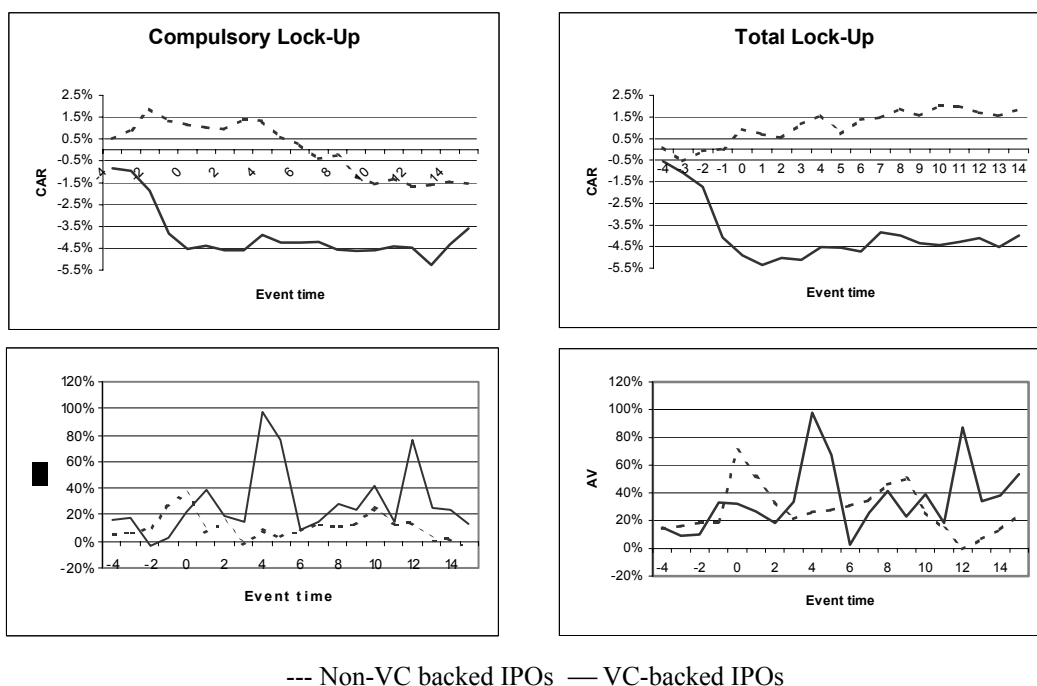 Compulsory Lock-Up
2.5%
1.5%
0.5%
-0.5%
-1.5%
-3.5%
-4.5%
-5.5%
CAR
-4 -2 0 2 4 6 8 10 12 14
Event time
Total Lock-Up
2.5%
1.5%
0.5%
-0.5%
-1.5%
-3.5%
-4.5%
-5.5%
CAR
-4 -3 -2 -1 0 1 2 3 4 5 6 7 8 9 10 11 12 13 14
Event time
120%
100%
80%
60%
40%
20%
0%
-20%
-4 -2 0 2 4 6 8 10 12 14
Event time
120%
100%
80%
60%
40%
20%
0%
-20%
AV
-4 -2 0 2 4 6 8 10 12 14
Event time
--- Non-VC backed IPOs — VC-backed IPOs